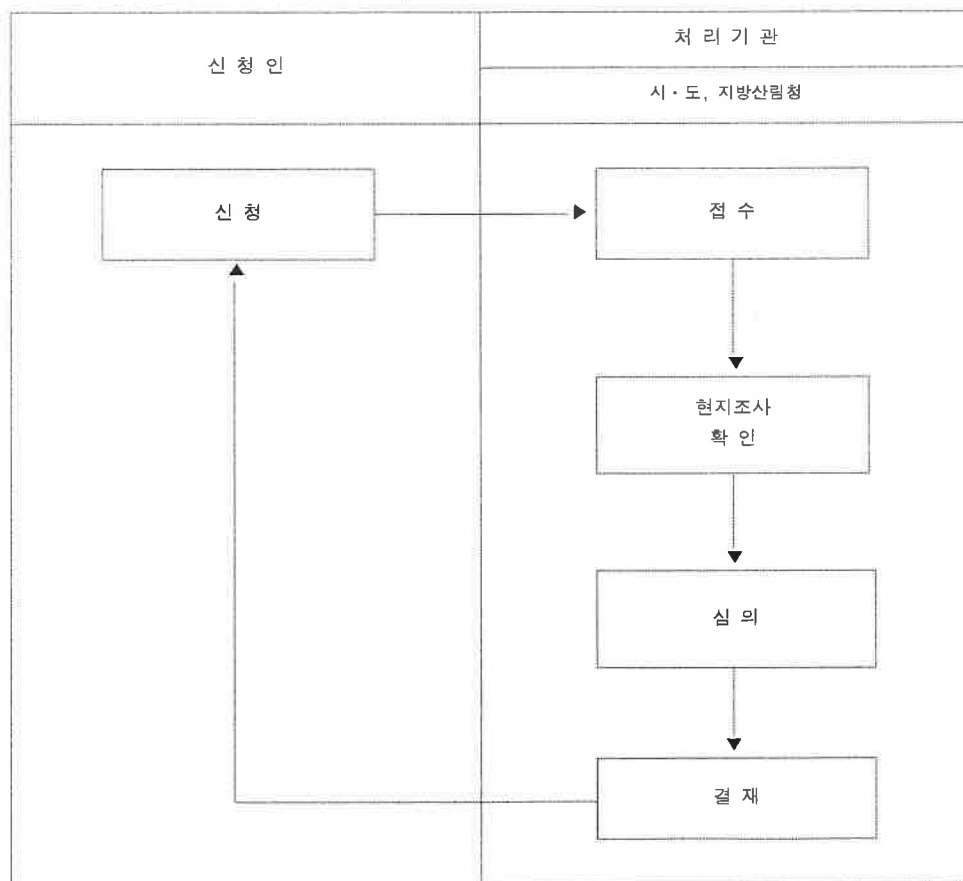 신 청 인
처 리 기 관
시·도, 지방산림청
신 청
접 수
현지조사
확 인
심 의
결 재